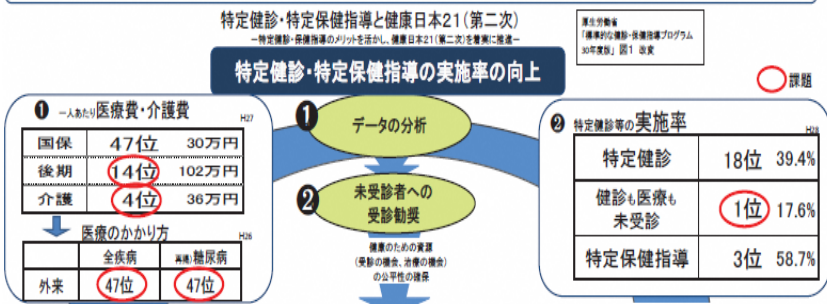 特定健診・特定保健指導と健康日本21(第二次)
－特定健診・保健指導のメリットを活かし、健康日本21(第二次)を着実に推進－
厚生労働省
「標準的な健診・保健指導プログラム
30年度版」図1 改変
特定健診・特定保健指導の実施率の向上
課題
❶ 一人あたり医療費・介護費 H27
国保 47位 30万円
後期 14位 102万円
介護 4位 36万円
医療のかかり方 H26
全疾病 再掲)糖尿病
外来 47位 47位
❶ データの分析
❷ 未受診者への
受診勧奨
健康のための資源
(受診の機会、治療の機会)
の公平性の確保
❷ 特定健診等の実施率 H28
特定健診 18位 39.4%
健診も医療も
未受診 1位 17.6%
特定保健指導 3位 58.7%